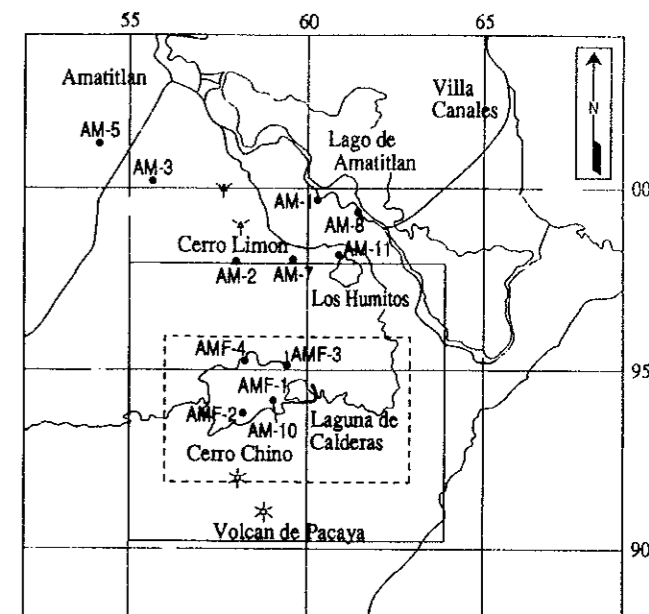 55 60 65
Amatitlan
Villa
Canales
N
AM-5
Lago de
Amatitlan
AM-3
00
AM-1
AM-8
Cerro Limon
AM-11
AM-2
AM-7
Los Humitos
AMF-4
AMF-3
95
AMF-1
AMF-2
Laguna de
Calderas
AM-10
Cerro Chino
Volcan de Pacaya
90